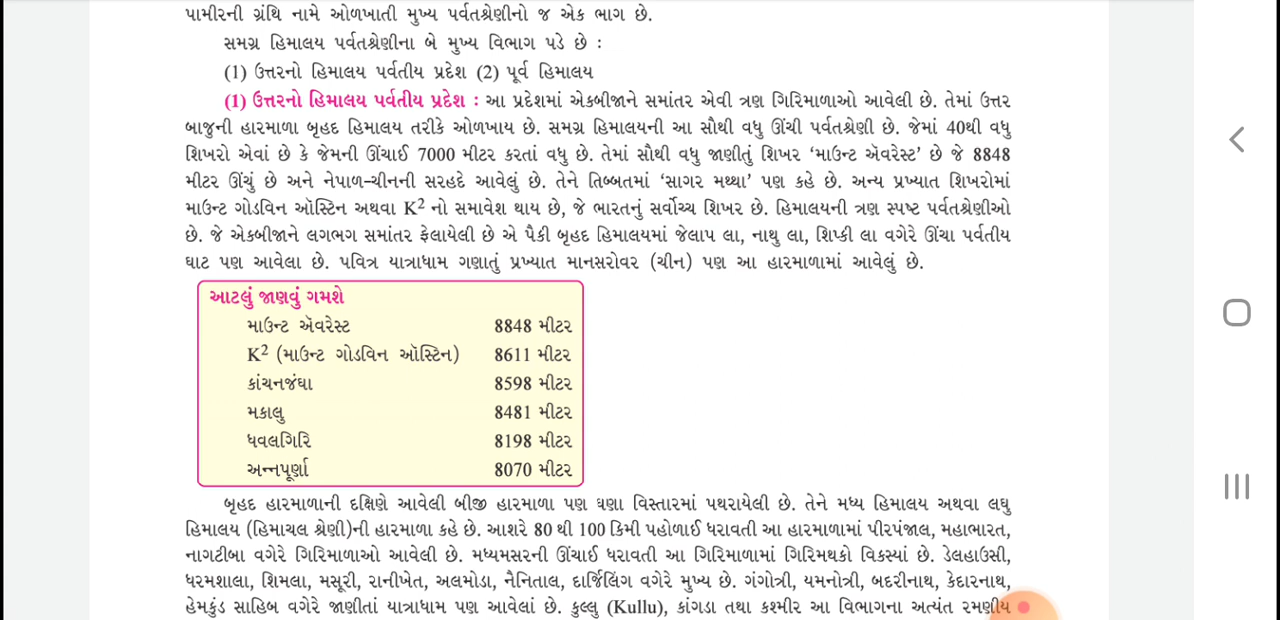 પામીરની ગ્રંથિ નામે ઓળખાતી મુખ્ય પર્વતશ્રેણીનો જ એક ભાગ છે.
સમગ્ર હિમાલય પર્વતશ્રેણીના બે મુખ્ય વિભાગ પડે છે :
(1) ઉત્તરનો હિમાલય પર્વતીય પ્રદેશ (2) પૂર્વ હિમાલય
(1) ઉત્તરનો હિમાલય પર્વતીય પ્રદેશ : આ પ્રદેશમાં એકબીજાને સમાંતર એવી ત્રણ ગિરિમાળાઓ આવેલી છે. તેમાં ઉત્તર
બાજુની હારમાળા બૃહદ હિમાલય તરીકે ઓળખાય છે. સમગ્ર હિમાલયની આ સૌથી વધુ ઊંચી પર્વતશ્રેણી છે. જેમાં 40થી વધુ
શિખરો એવાં છે કે જેમની ઊંચાઈ 7000 મીટર કરતાં વધુ છે. તેમાં સૌથી વધુ જાણીતું શિખર ‘માઉન્ટ ઍવરેસ્ટ’ છે જે 8848
મીટર ઊંચું છે અને નેપાળ-ચીનની સરહદે આવેલું છે. તેને તિબ્બતમાં ‘સાગર મથ્થા’ પણ કહે છે. અન્ય પ્રખ્યાત શિખરોમાં
માઉન્ટ ગોડવિન ઑસ્ટિન અથવા K² નો સમાવેશ થાય છે, જે ભારતનું સર્વોચ્ચ શિખર છે. હિમાલયની ત્રણ સ્પષ્ટ પર્વતશ્રેણીઓ
છે. જે એકબીજાને લગભગ સમાંતર ફેલાયેલી છે એ પૈકી બૃહદ હિમાલયમાં જેલાપ લા, નાથુ લા, શિપ્કી લા વગેરે ઊંચા પર્વતીય
ઘાટ પણ આવેલા છે. પવિત્ર યાત્રાધામ ગણાતું પ્રખ્યાત માનસરોવર (ચીન) પણ આ હારમાળામાં આવેલું છે.
આટલું જાણવું ગમશે
માઉન્ટ ઍવરેસ્ટ 8848 મીટર
K² (માઉન્ટ ગોડવિન ઑસ્ટિન) 8611 મીટર
કાંચનજંઘા 8598 મીટર
મકાલુ 8481 મીટર
ધવલગિરિ 8198 મીટર
અન્નપૂર્ણા 8070 મીટર
બૃહદ હારમાળાની દક્ષિણે આવેલી બીજી હારમાળા પણ ઘણા વિસ્તારમાં પથરાયેલી છે. તેને મધ્ય હિમાલય અથવા લઘુ
હિમાલય (હિમાચલ શ્રેણી)ની હારમાળા કહે છે. આશરે 80 થી 100 કિમી પહોળાઈ ધરાવતી આ હારમાળામાં પીરપંજાલ, મહાભારત,
નાગટીબા વગેરે ગિરિમાળાઓ આવેલી છે. મધ્યમસરની ઊંચાઈ ધરાવતી આ ગિરિમાળામાં ગિરિમથકો વિકસ્યાં છે. ડેલહાઉસી,
ધરમશાલા, શિમલા, મસૂરી, રાનીખેત, અલમોડા, નૈનિતાલ, દાર્જિલિંગ વગેરે મુખ્ય છે. ગંગોત્રી, યમનોત્રી, બદરીનાથ, કેદારનાથ,
હેમકુંડ સાહિબ વગેરે જાણીતાં યાત્રાધામ પણ આવેલાં છે. કુલ્લુ (Kullu), કાંગડા તથા કશ્મીર આ વિભાગના અત્યંત રમણીય